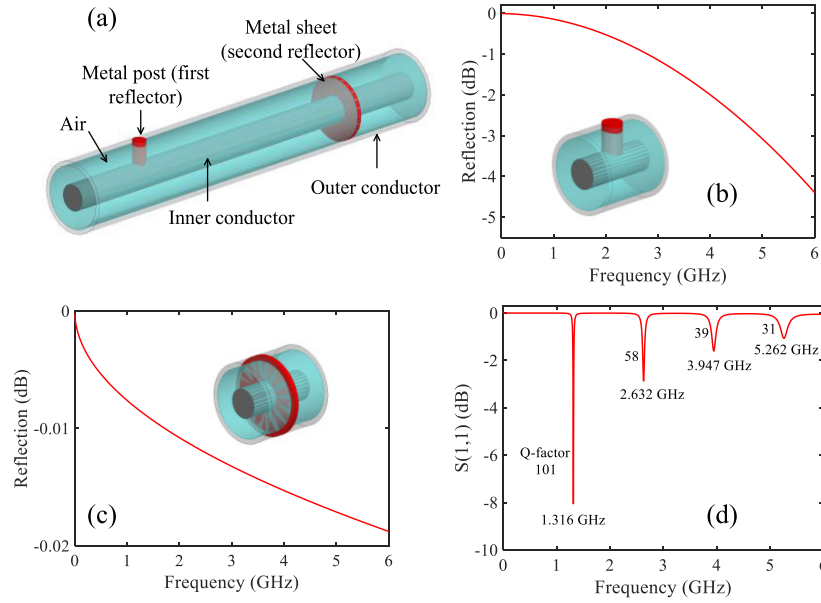 (a)
Metal sheet
(second reflector)
Metal post (first
reflector)
Air
Inner conductor
Outer conductor
0
-1
-2
-3
-4
-5
Reflection (dB)
(b)
0 1 2 3 4 5 6
Frequency (GHz)
0
-0.01
-0.02
Reflection (dB)
(c)
0 1 2 3 4 5 6
Frequency (GHz)
0
-2
-4
-6
-8
-10
S(1,1) (dB)
Q-factor
101
1.316 GHz
58
2.632 GHz
39
3.947 GHz
31
5.262 GHz
(d)
0 1 2 3 4 5 6
Frequency (GHz)